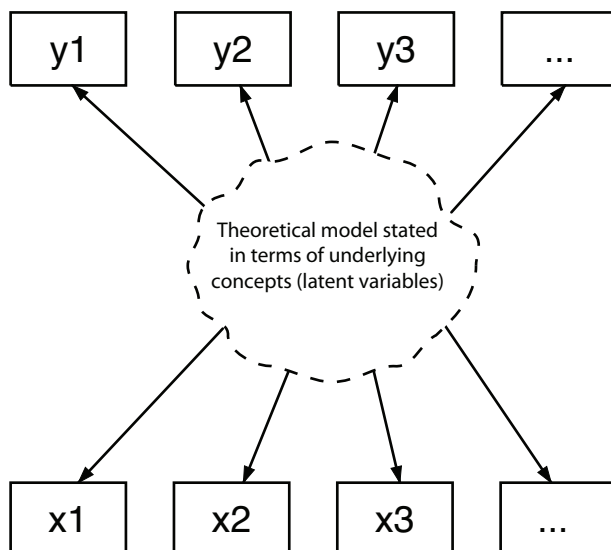 y1 y2 y3 ...
Theoretical model stated
in terms of underlying
concepts (latent variables)
x1 x2 x3 ...